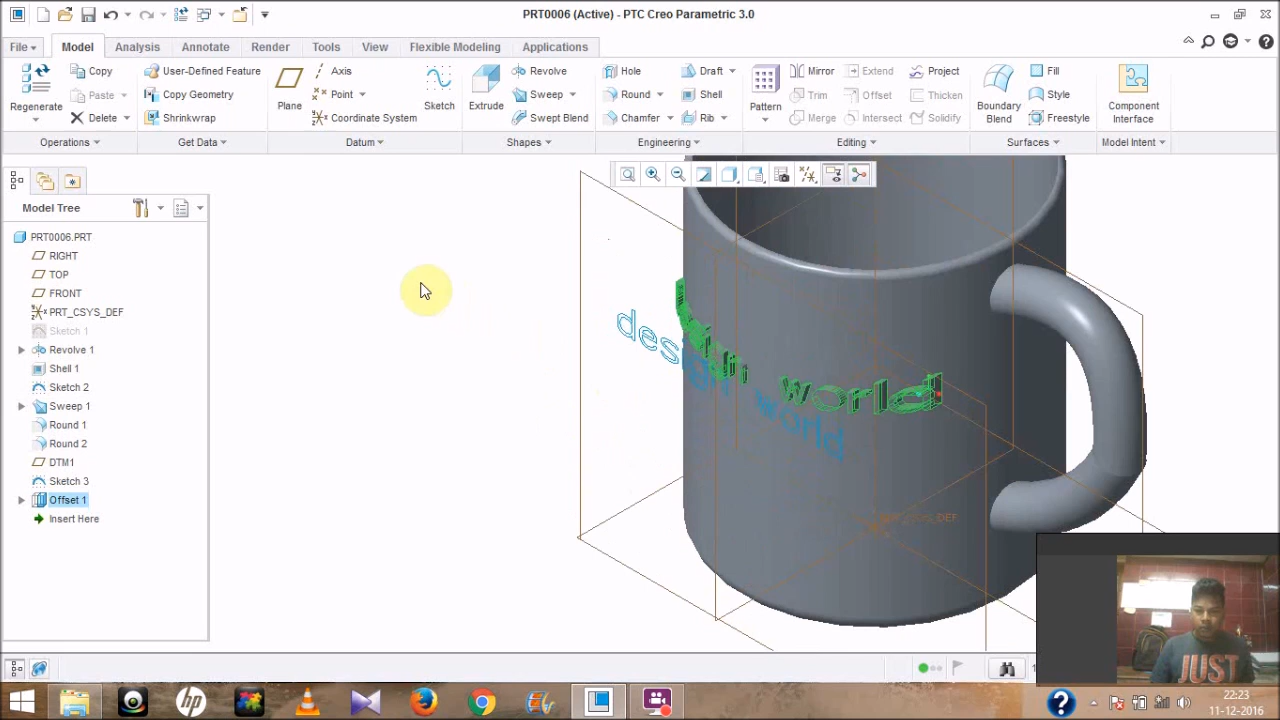 PRT0006 (Active) - PTC Creo Parametric 3.0
File Model Analysis Annotate Render Tools View Flexible Modeling Applications
Regenerate Copy Paste Delete
User-Defined Feature Copy Geometry Shrinkwrap
Plane Axis Point Coordinate System Sketch
Extrude Revolve Sweep Swept Blend
Hole Round Chamfer Draft Shell Rib
Pattern Mirror Trim Merge Extend Offset Intersect Project Thicken Solidify
Boundary Blend Fill Style Freestyle
Component Interface
Operations Get Data Datum Shapes Engineering Editing Surfaces Model Intent
Model Tree
PRT0006.PRT
RIGHT
TOP
FRONT
PRT_CSYS_DEF
Sketch 1
Revolve 1
Shell 1
Sketch 2
Sweep 1
Round 1
Round 2
DTM1
Sketch 3
Offset 1
Insert Here
design world
world
JUST
hp
22:23
11-12-2016